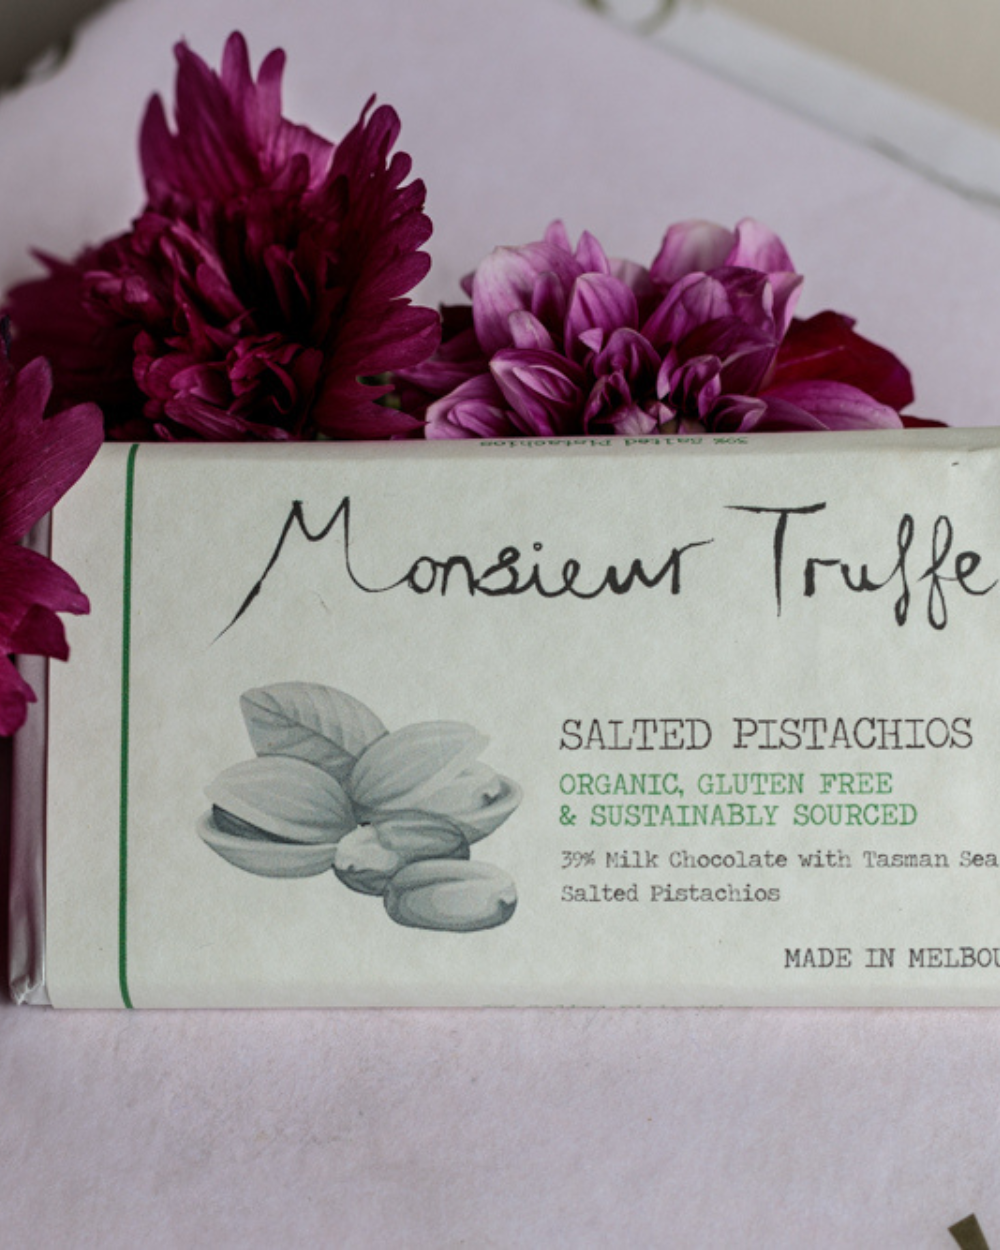 39% Salted Pistachios
Monsieur Truffe
SALTED PISTACHIOS
ORGANIC, GLUTEN FREE
& SUSTAINABLY SOURCED
39% Milk Chocolate with Tasman Sea
Salted Pistachios
MADE IN MELBOU